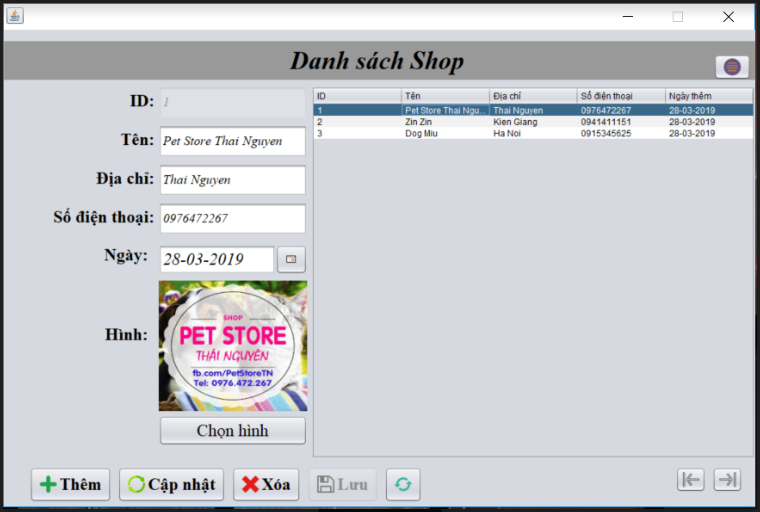 Danh sách Shop
ID: 1
Tên: Pet Store Thai Nguyen
Địa chỉ: Thai Nguyen
Số điện thoại: 0976472267
Ngày: 28-03-2019
Hình:
SHOP
PET STORE
THÁI NGUYÊN
fb.com/PetStoreTN
Tel: 0976.472.267
Chọn hình
ID Tên Địa chỉ Số điện thoại Ngày thêm
1 Pet Store Thai Ngu... Thai Nguyen 0976472267 28-03-2019
2 Zin Zin Kien Giang 0941411151 28-03-2019
3 Dog Miu Ha Noi 0915345625 28-03-2019
Thêm Cập nhật Xóa Lưu